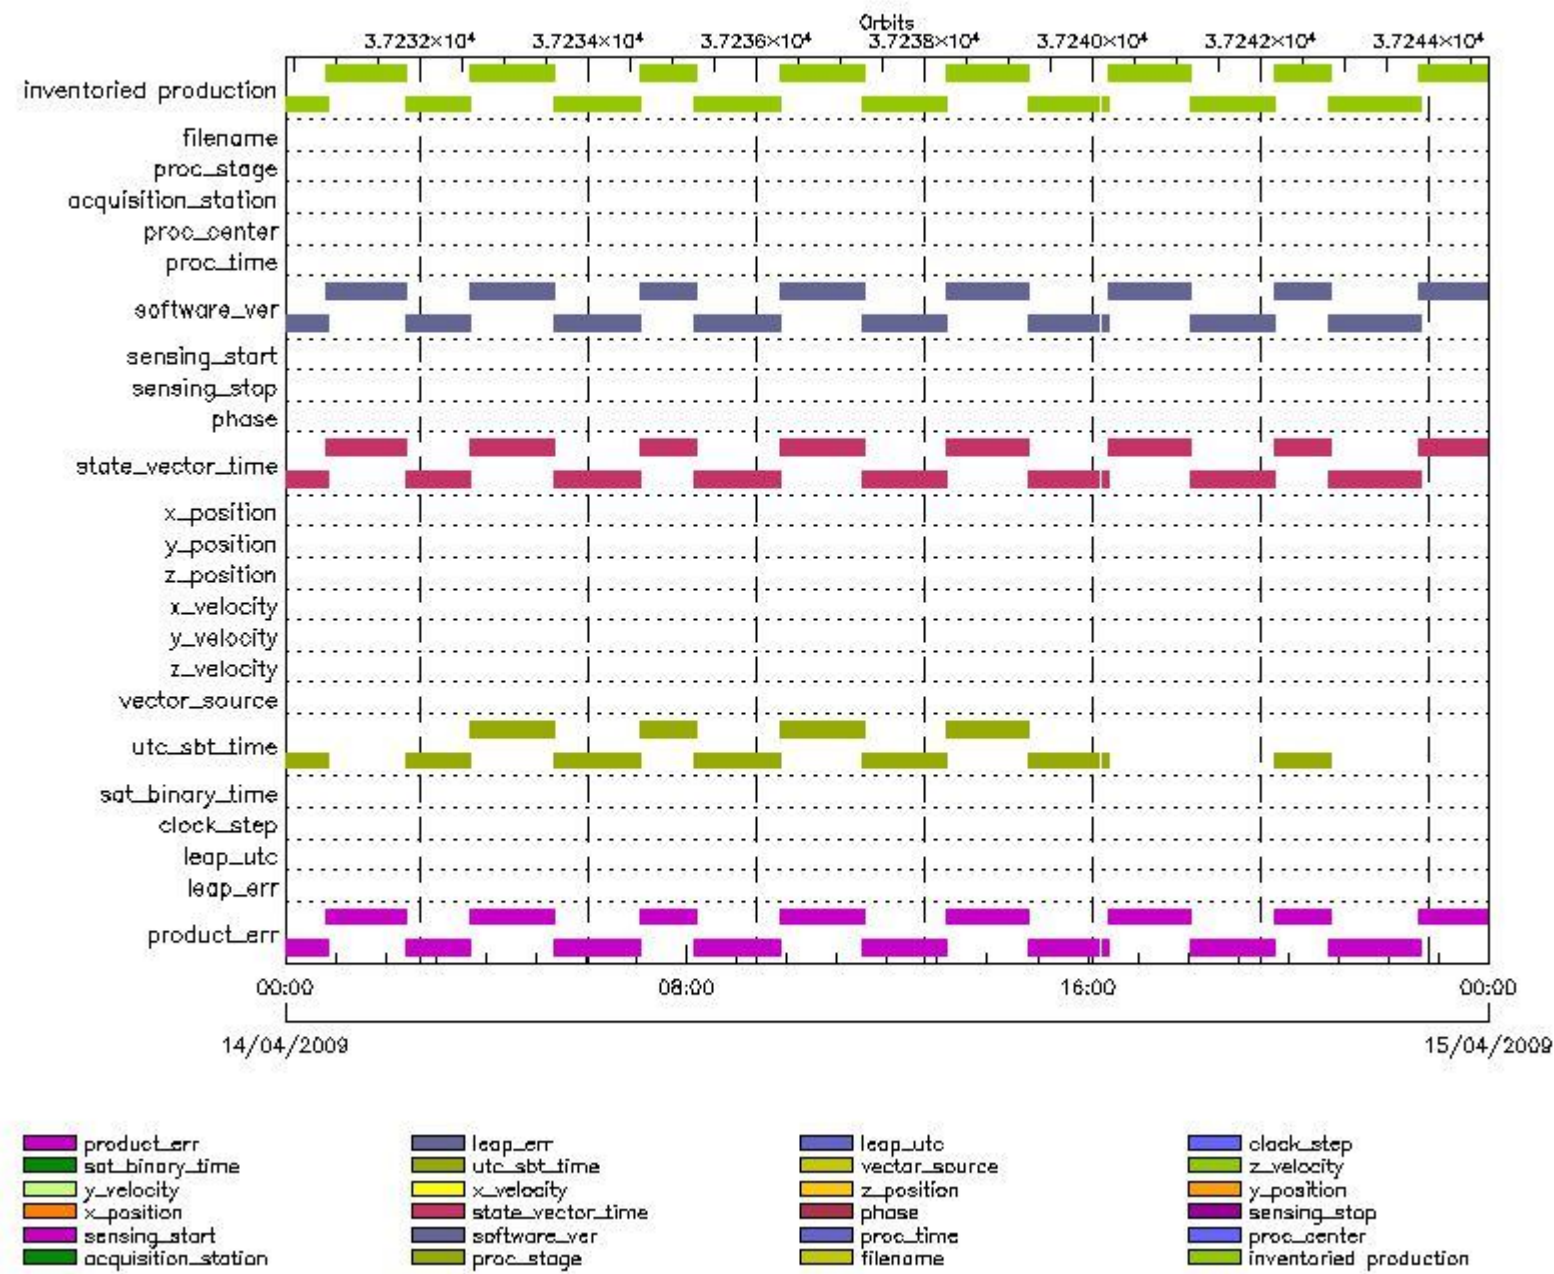 Orbits
3.7232×10⁴ 3.7234×10⁴ 3.7236×10⁴ 3.7238×10⁴ 3.7240×10⁴ 3.7242×10⁴ 3.7244×10⁴
inventoried production
filename
proc_stage
acquisition_station
proc_center
proc_time
software_ver
sensing_start
sensing_stop
phase
state_vector_time
x_position
y_position
z_position
x_velocity
y_velocity
z_velocity
vector_source
utc_sbt_time
sat_binary_time
clock_step
leap_utc
leap_err
product_err
00:00 08:00 16:00 00:00
14/04/2009 15/04/2009
product_err leap_err leap_utc clock_step
sat_binary_time utc_sbt_time vector_source z_velocity
y_velocity x_velocity z_position y_position
x_position state_vector_time phase sensing_stop
sensing_start software_ver proc_time proc_center
acquisition_station proc_stage filename inventoried production